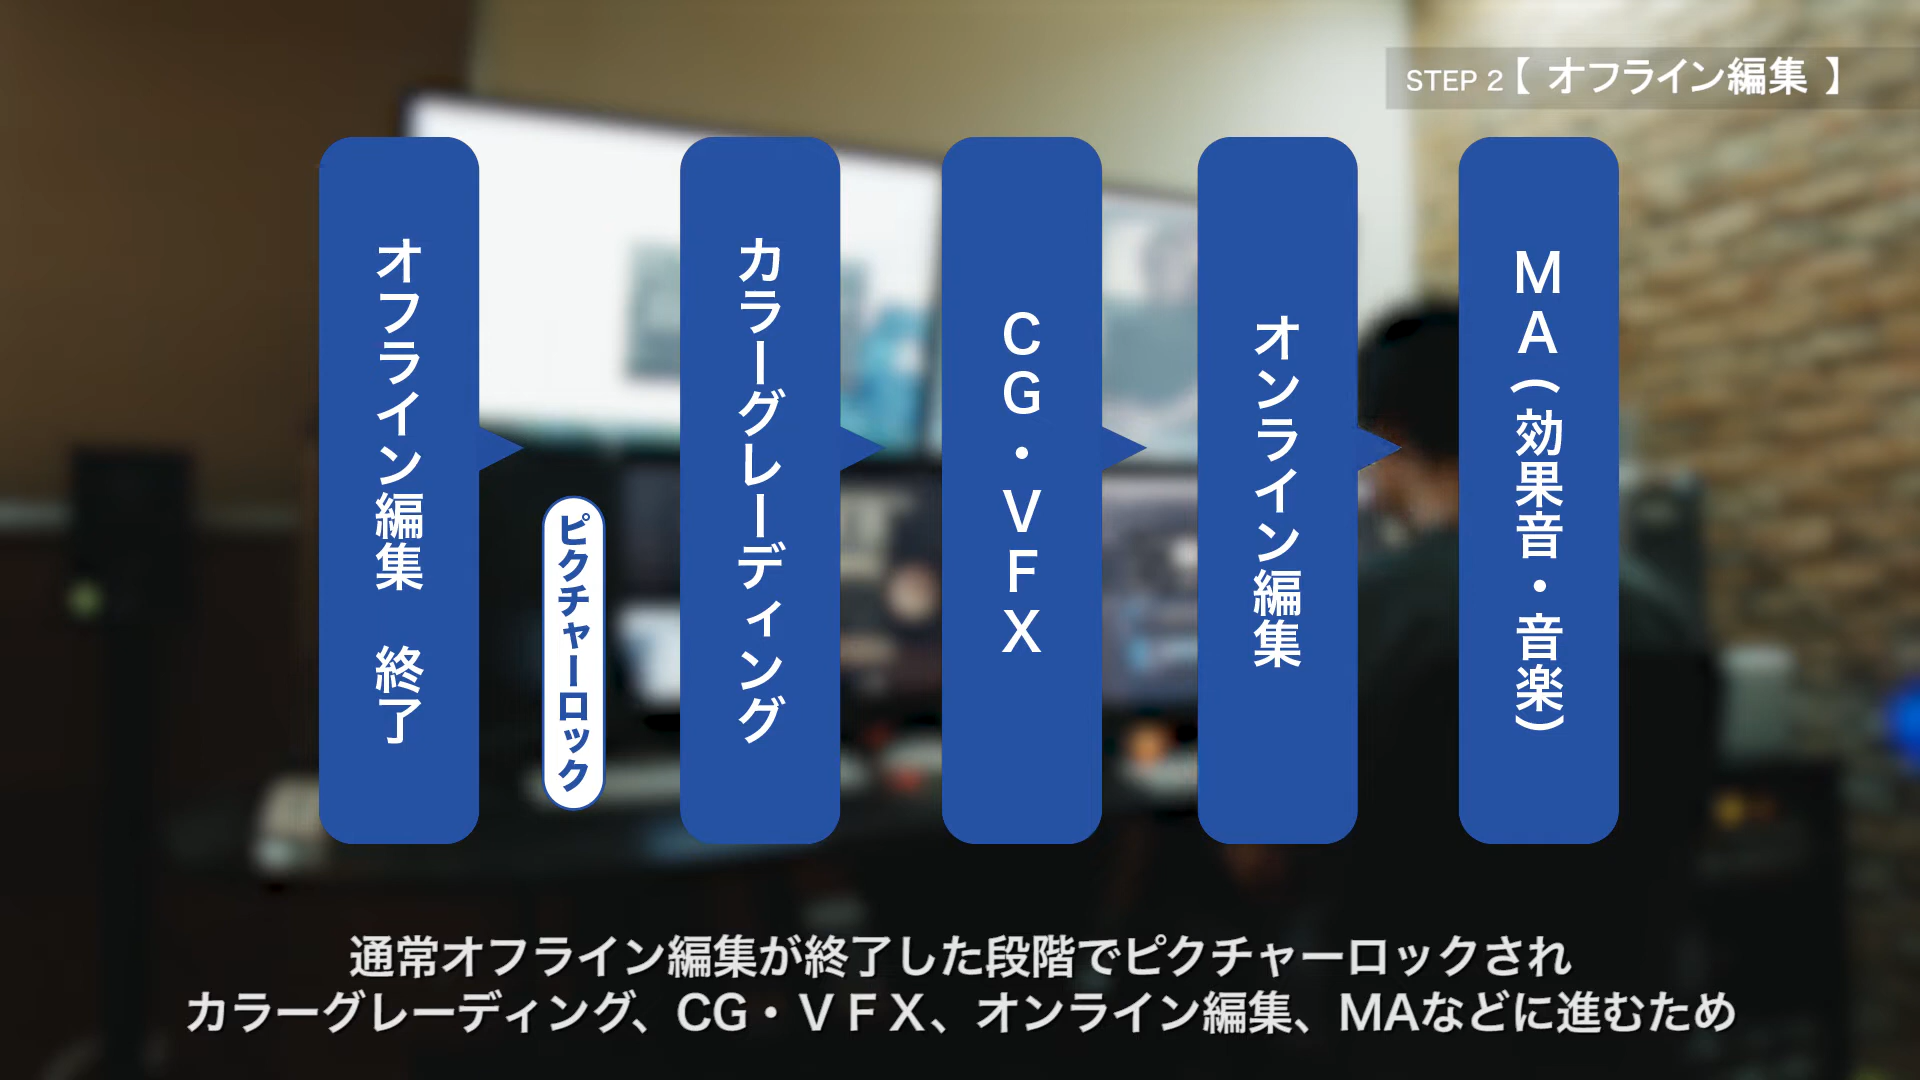 STEP 2【 オフライン編集 】
オフライン編集　終了
ピクチャーロック
カラーグレーディング
CG・VFX
オンライン編集
MA(効果音・音楽)
通常オフライン編集が終了した段階でピクチャーロックされ
カラーグレーディング、CG・ＶＦＸ、オンライン編集、MAなどに進むため